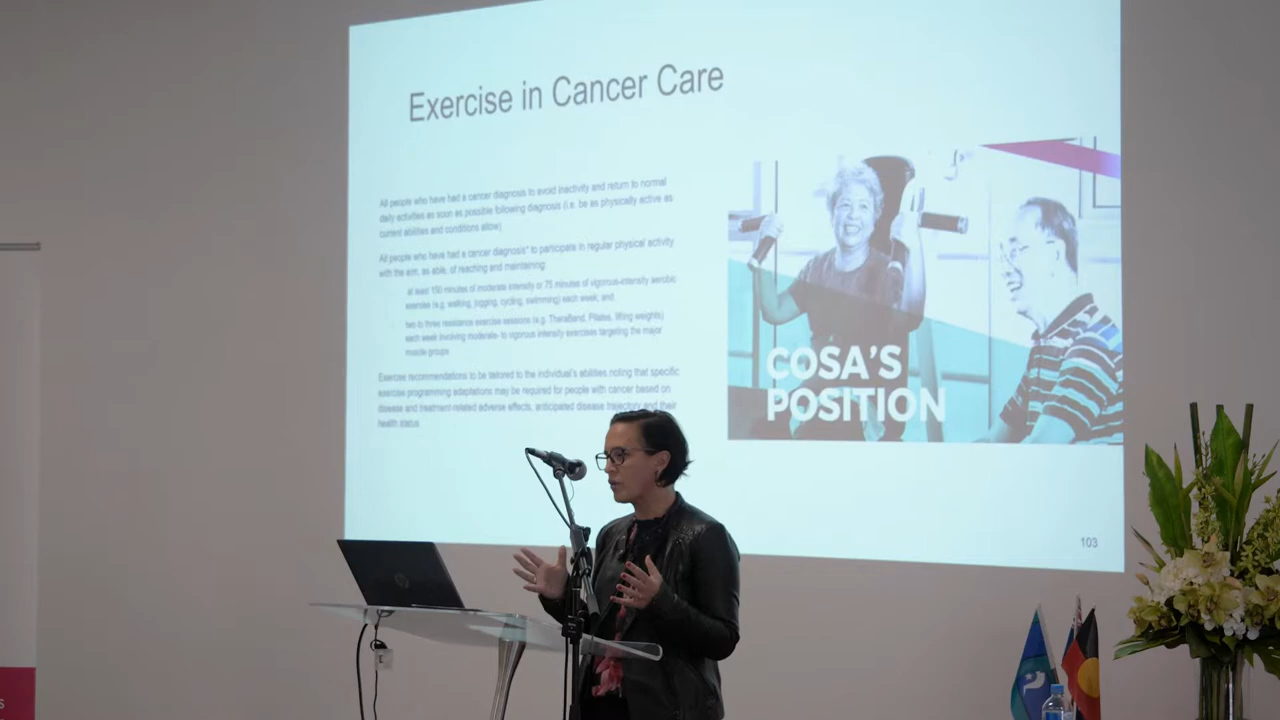 Exercise in Cancer Care
All people who have had a cancer diagnosis to avoid inactivity and return to normal
daily activities as soon as possible following diagnosis (i.e. be as physically active as
current abilities and conditions allow)
All people who have had a cancer diagnosis* to participate in regular physical activity
with the aim, as able, of reaching and maintaining:
at least 150 minutes of moderate intensity or 75 minutes of vigorous-intensity aerobic
exercise (e.g. walking, jogging, cycling, swimming) each week; and
two to three resistance exercise sessions (e.g. TheraBand, Pilates, lifting weights)
each week involving moderate- to vigorous intensity exercises targeting the major
muscle groups
Exercise recommendations to be tailored to the individual's abilities noting that specific
exercise programming adaptations may be required for people with cancer based on
disease and treatment-related adverse effects, anticipated disease trajectory and their
health status
COSA'S
POSITION
103
hp
S